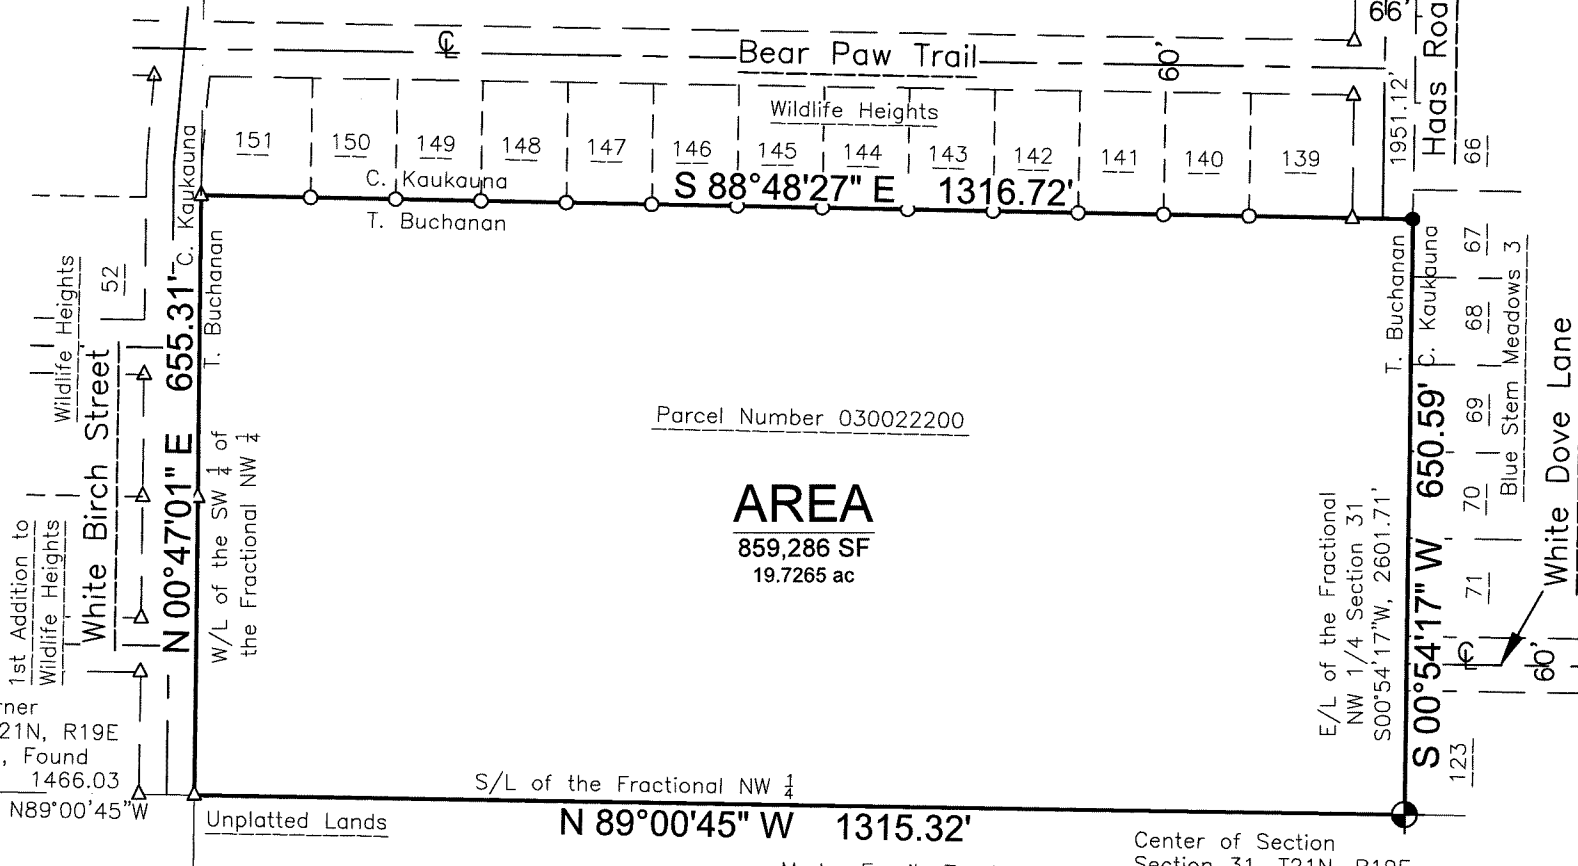 66'
℄
Bear Paw Trail
60'
Haas Roa
1951.12'
66
Wildlife Heights
151
150
149
148
147
146
145
144
143
142
141
140
139
C. Kaukauna
T. Buchanan
S 88°48'27" E 1316.72'
C. Kaukauna
T. Buchanan
52
Wildlife Heights
White Birch Street
N 00°47'01" E 655.31'
W/L of the SW 1/4 of
the Fractional NW 1/4
1st Addition to
Wildlife Heights
Parcel Number 030022200
AREA
859,286 SF
19.7265 ac
T. Buchanan
C. Kaukauna
67
68
69
70
71
123
Blue Stem Meadows 3
White Dove Lane
℄
60'
S 00°54'17" W 650.59'
E/L of the Fractional
NW 1/4 Section 31
S00°54'17"W, 2601.71'
rner
21N, R19E
, Found
1466.03
N89°00'45"W
S/L of the Fractional NW 1/4
Unplatted Lands
N 89°00'45" W 1315.32'
Center of Section
Section 31, T21N, R19E